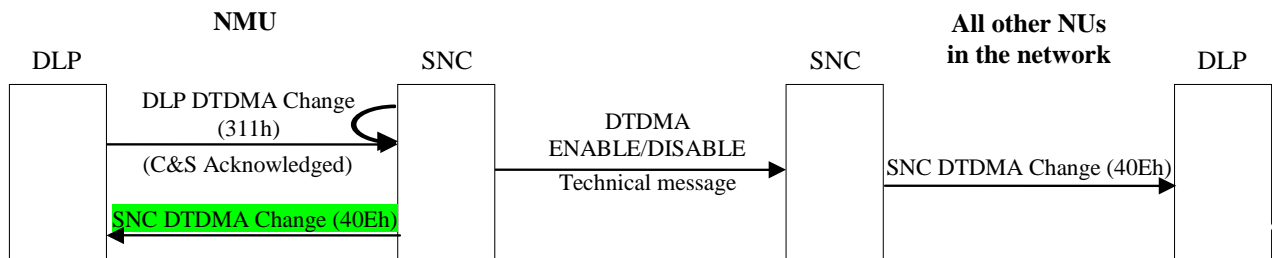 NMU
All other NUs
in the network
DLP
SNC
SNC
DLP
DLP DTDMA Change
(311h)
(C&S Acknowledged)
DTDMA
ENABLE/DISABLE
Technical message
SNC DTDMA Change (40Eh)
SNC DTDMA Change (40Eh)